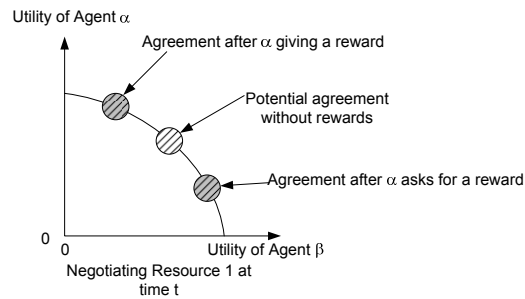 Utility of Agent α
Agreement after α giving a reward
Potential agreement
without rewards
Agreement after α asks for a reward
0
0
Utility of Agent β
Negotiating Resource 1 at
time t